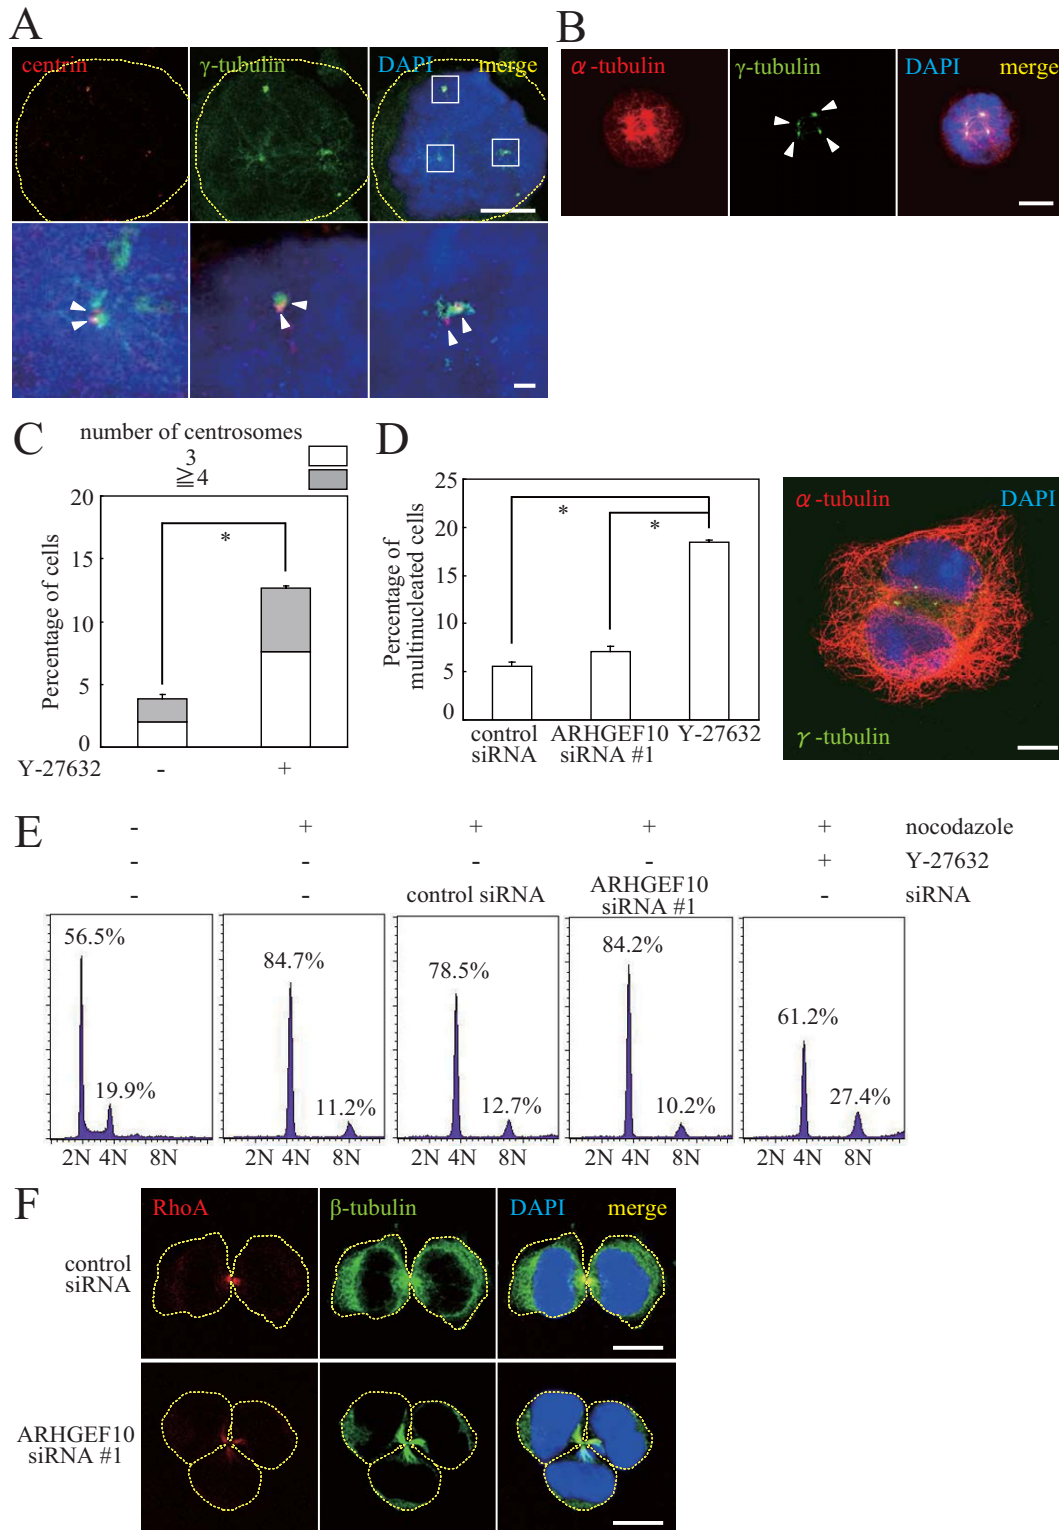 A
centrin
γ-tubulin
DAPI merge
B
α-tubulin
γ-tubulin
DAPI merge
C
number of centrosomes
3
≧4
20
15
10
5
0
Percentage of cells
*
Y-27632 - +
D
25
20
15
10
5
0
Percentage of
multinucleated cells
* *
control
siRNA
ARHGEF10
siRNA #1
Y-27632
α-tubulin DAPI
γ-tubulin
E
- + + + + nocodazole
- - - - + Y-27632
- - control siRNA ARHGEF10
siRNA #1 - siRNA
56.5%
19.9%
84.7%
11.2%
78.5%
12.7%
84.2%
10.2%
61.2%
27.4%
2N 4N 8N 2N 4N 8N 2N 4N 8N 2N 4N 8N 2N 4N 8N
F
RhoA
β-tubulin
DAPI merge
control
siRNA
ARHGEF10
siRNA #1